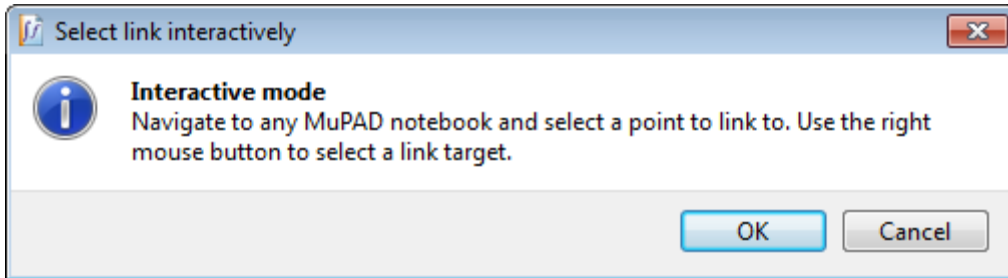 Select link interactively
Interactive mode
Navigate to any MuPAD notebook and select a point to link to. Use the right
mouse button to select a link target.
OK
Cancel